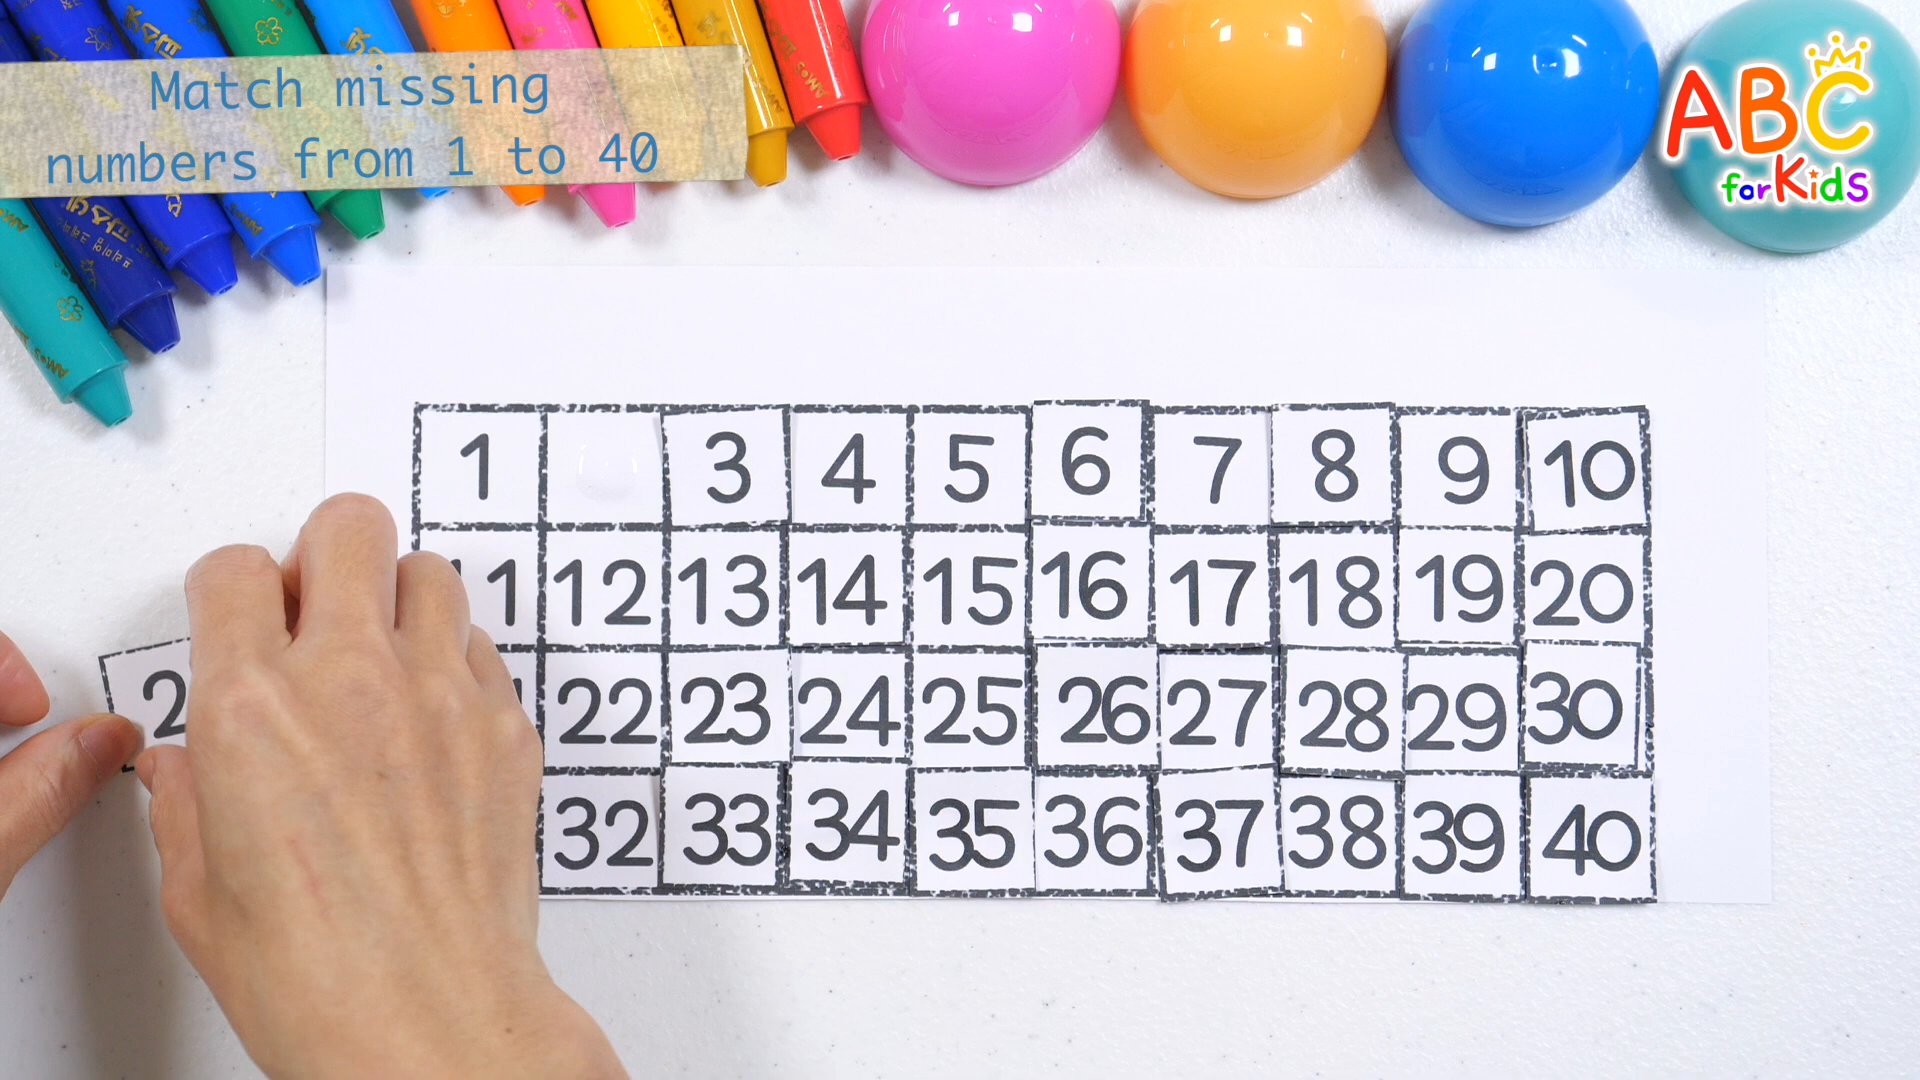 Match missing
numbers from 1 to 40
ABC
for Kids
1 3 4 5 6 7 8 9 10
11 12 13 14 15 16 17 18 19 20
2
22 23 24 25 26 27 28 29 30
32 33 34 35 36 37 38 39 40